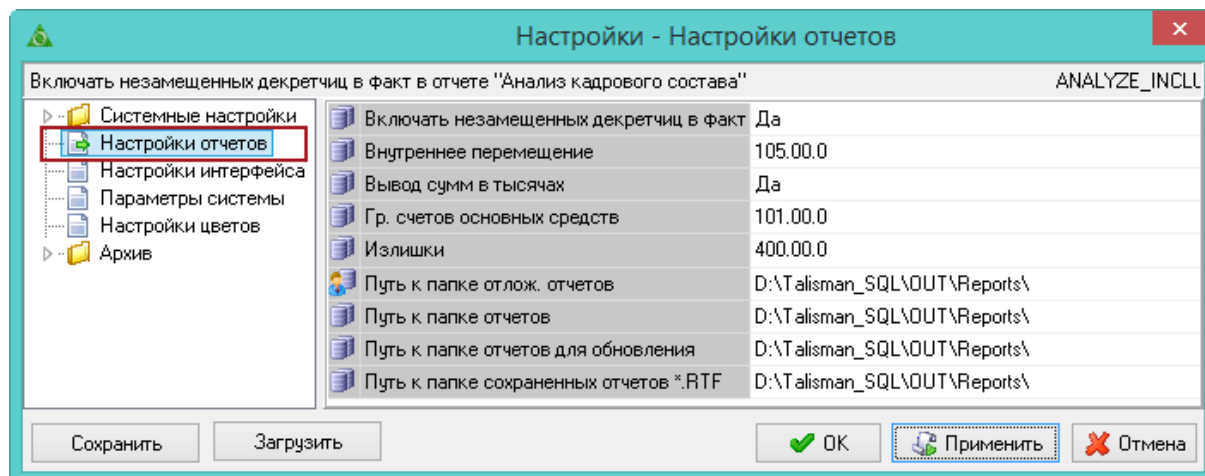 Настройки - Настройки отчетов
Включать незамещенных декретчиц в факт в отчете "Анализ кадрового состава" ANALYZE_INCLU
Системные настройки
Настройки отчетов
Настройки интерфейса
Параметры системы
Настройки цветов
Архив
Включать незамещенных декретчиц в факт Да
Внутреннее перемещение 105.00.0
Вывод сумм в тысячах Да
Гр. счетов основных средств 101.00.0
Излишки 400.00.0
Путь к папке отлож. отчетов D:\Talisman_SQL\OUT\Reports\
Путь к папке отчетов D:\Talisman_SQL\OUT\Reports\
Путь к папке отчетов для обновления D:\Talisman_SQL\OUT\Reports\
Путь к папке сохраненных отчетов *.RTF D:\Talisman_SQL\OUT\Reports\
Сохранить Загрузить OK Применить Отмена